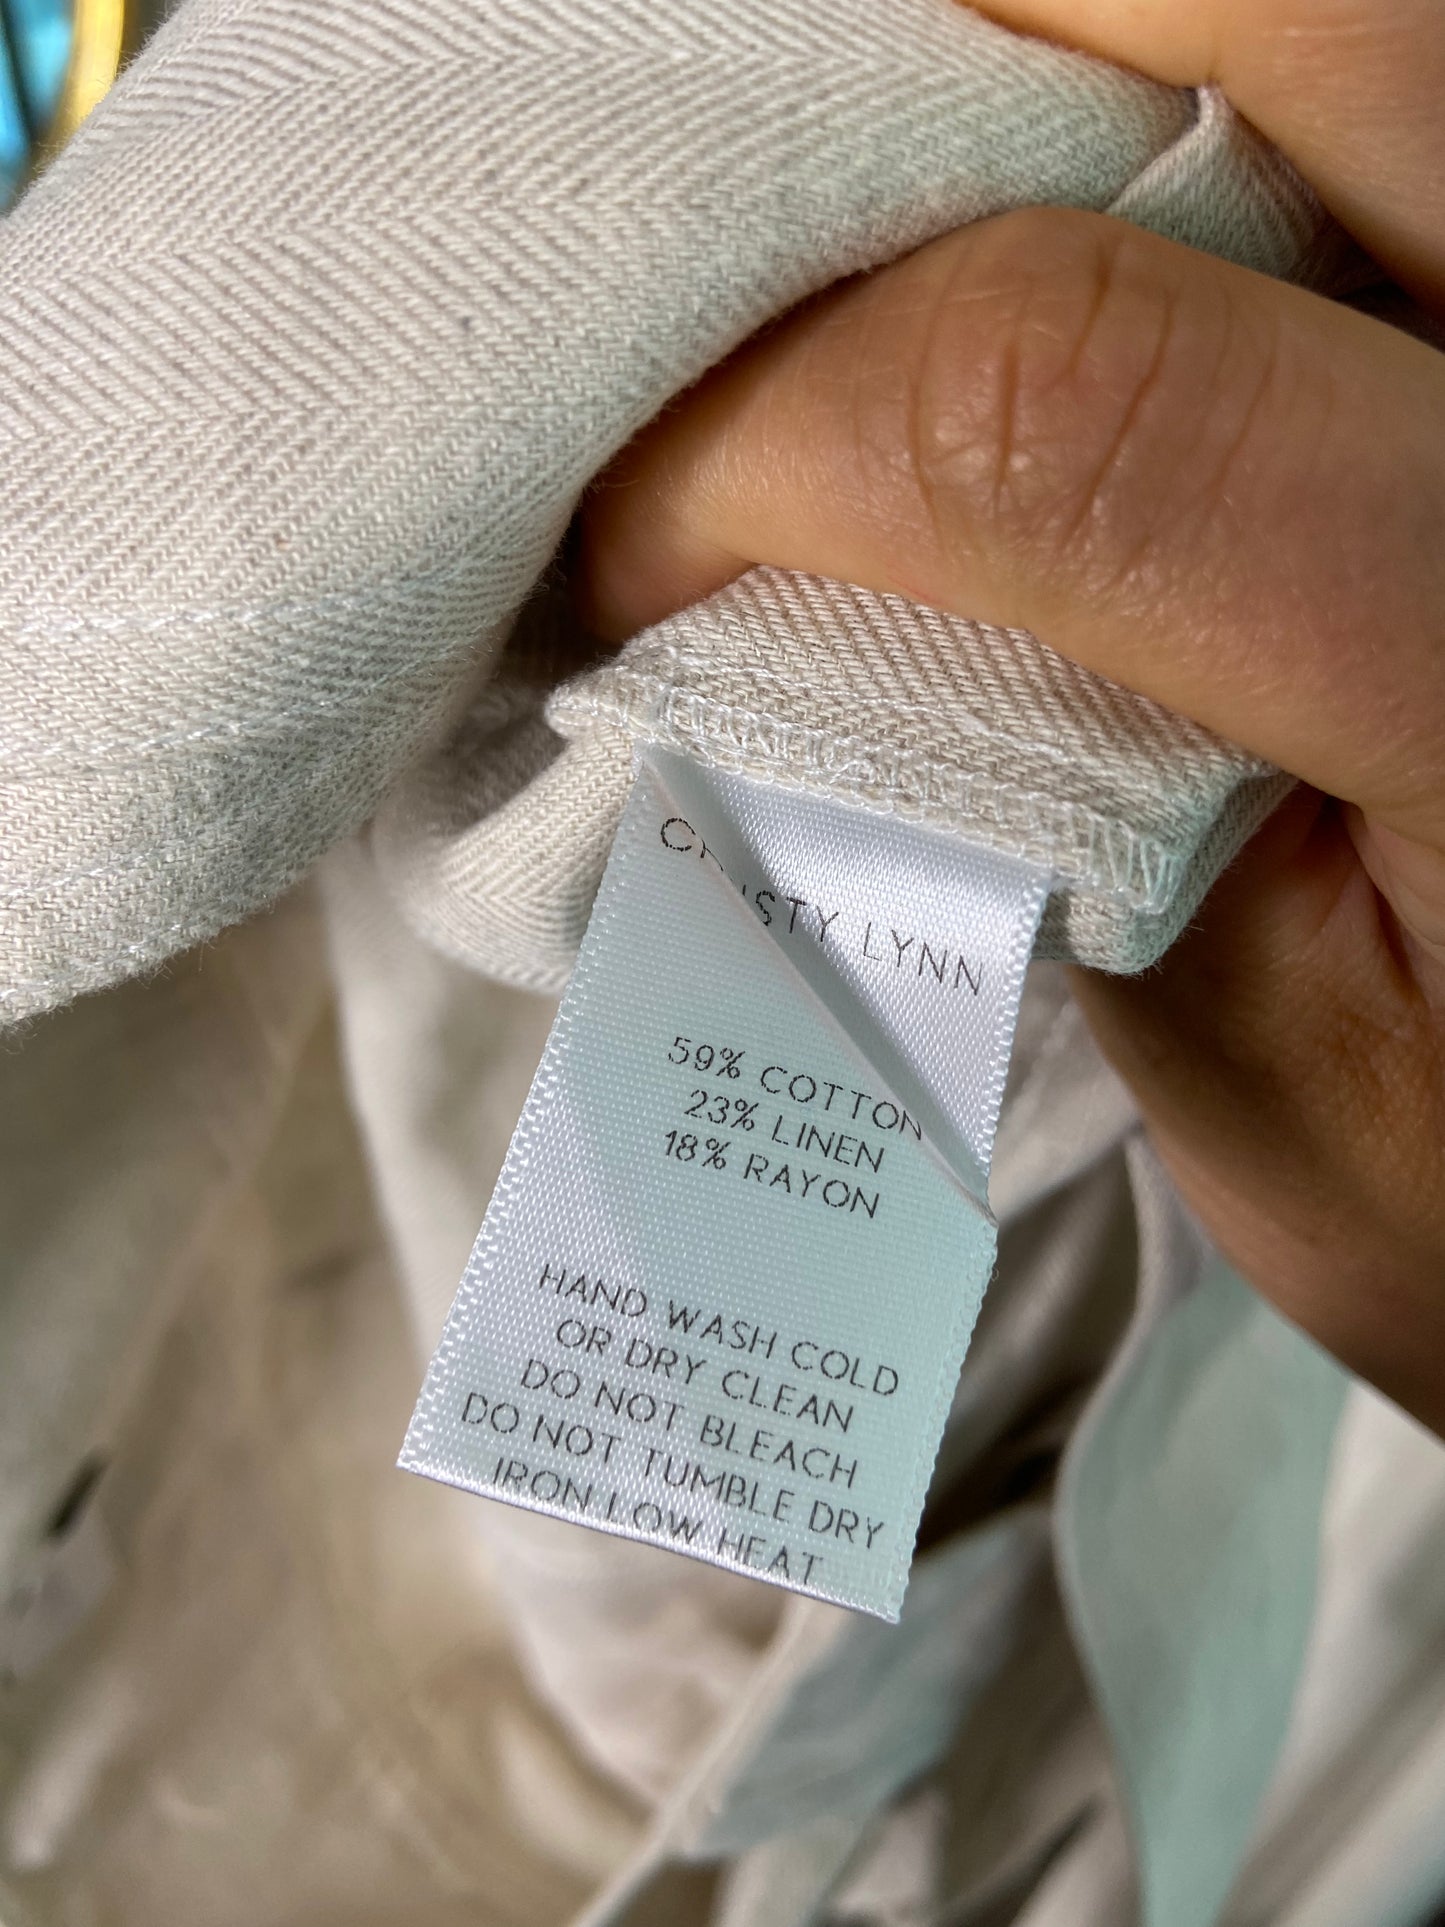 CHRISTY LYNN
59% COTTON
23% LINEN
18% RAYON
HAND WASH COLD
OR DRY CLEAN
DO NOT BLEACH
DO NOT TUMBLE DRY
IRON LOW HEAT